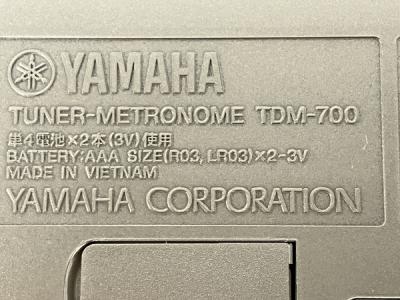 YAMAHA
TUNER-METRONOME TDM-700
単4電池×2本(3V)使用
BATTERY:AAA SIZE(R03, LR03)×2-3V
MADE IN VIETNAM
YAMAHA CORPORATION